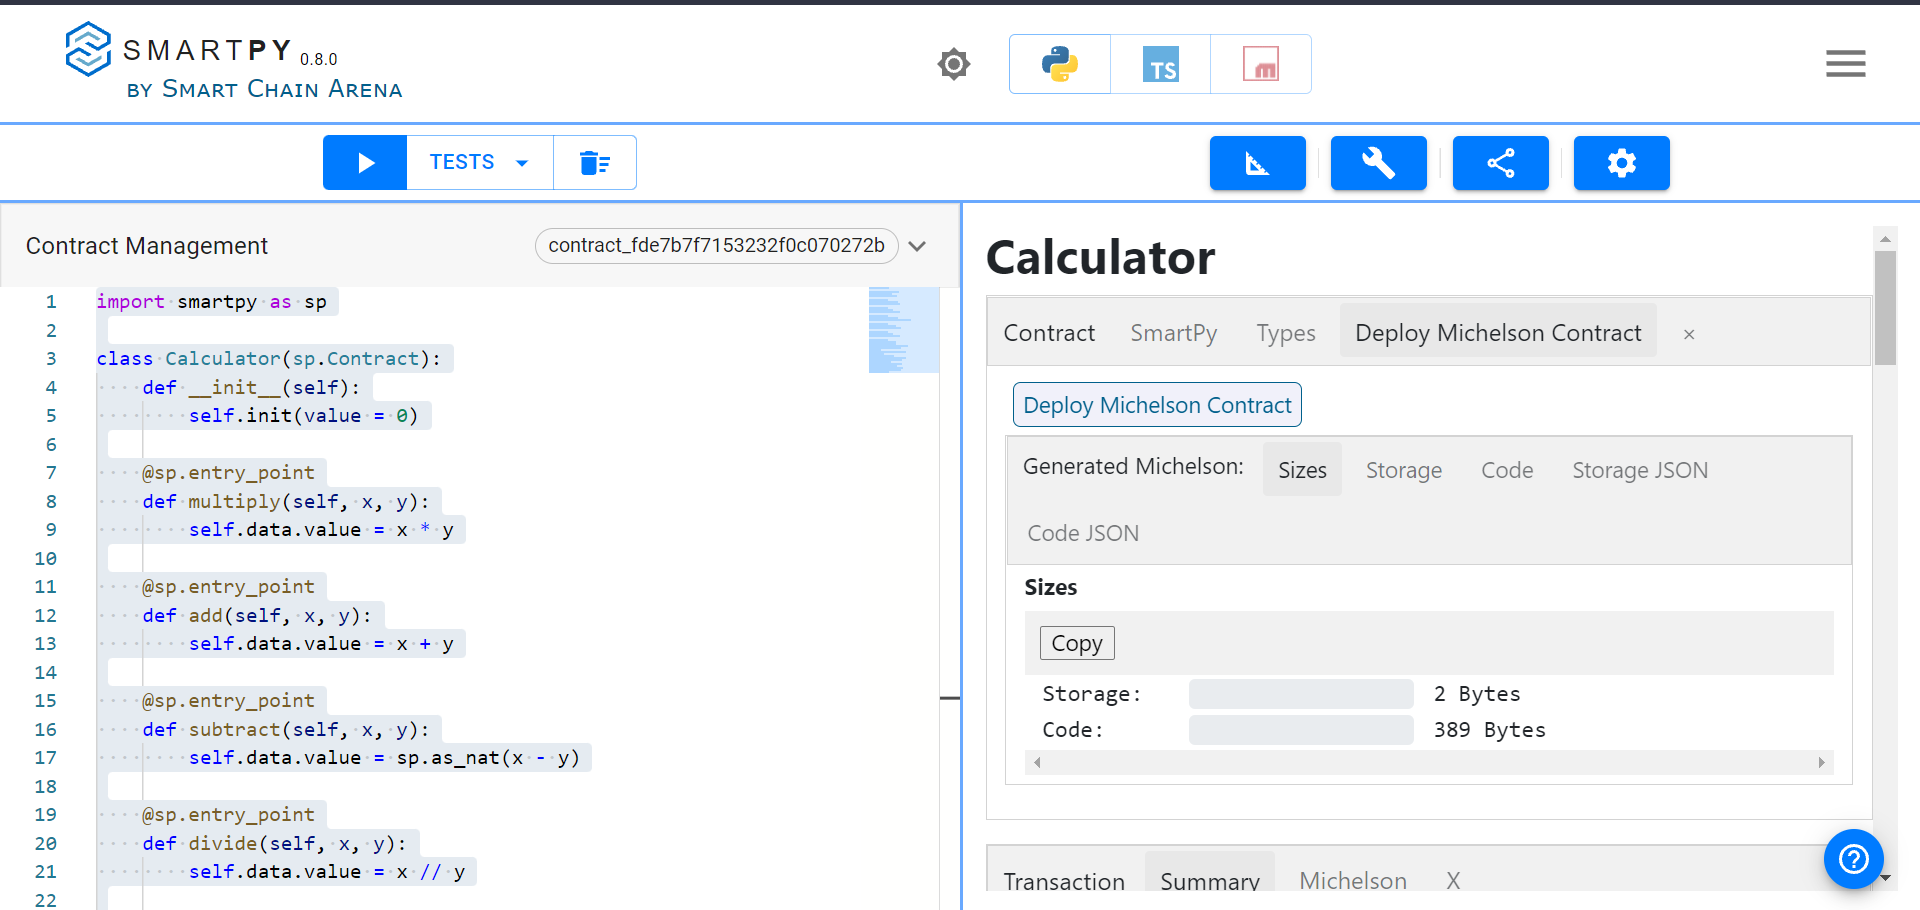 SMARTPY 0.8.0
BY SMART CHAIN ARENA
TS
TESTS
Contract Management
contract_fde7b7f7153232f0c070272b
1 import smartpy as sp
2
3 class Calculator(sp.Contract):
4     def __init__(self):
5         self.init(value = 0)
6
7     @sp.entry_point
8     def multiply(self, x, y):
9         self.data.value = x * y
10
11     @sp.entry_point
12     def add(self, x, y):
13         self.data.value = x + y
14
15     @sp.entry_point
16     def subtract(self, x, y):
17         self.data.value = sp.as_nat(x - y)
18
19     @sp.entry_point
20     def divide(self, x, y):
21         self.data.value = x // y
22
Calculator
Contract SmartPy Types Deploy Michelson Contract ×
Deploy Michelson Contract
Generated Michelson: Sizes Storage Code Storage JSON
Code JSON
Sizes
Copy
Storage: 2 Bytes
Code: 389 Bytes
Transaction Summary Michelson X